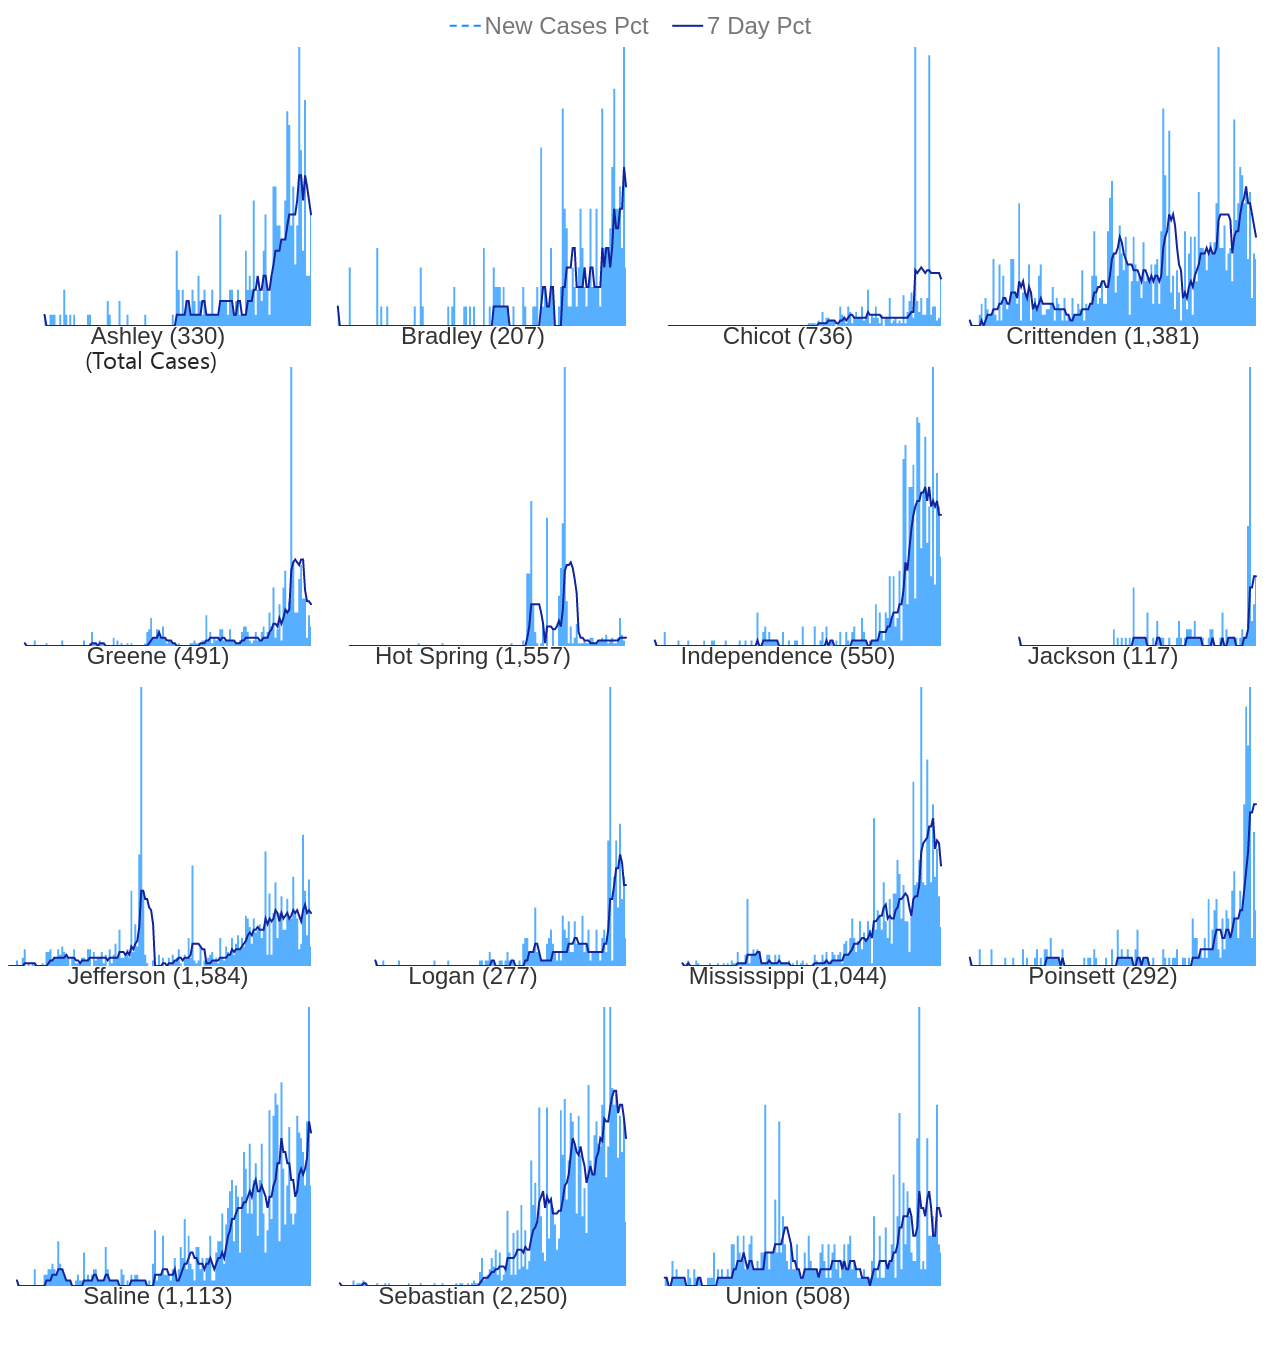 New Cases Pct 7 Day Pct
Ashley (330) Bradley (207) Chicot (736) Crittenden (1,381)
(Total Cases)
Greene (491) Hot Spring (1,557) Independence (550) Jackson (117)
Jefferson (1,584) Logan (277) Mississippi (1,044) Poinsett (292)
Saline (1,113) Sebastian (2,250) Union (508)